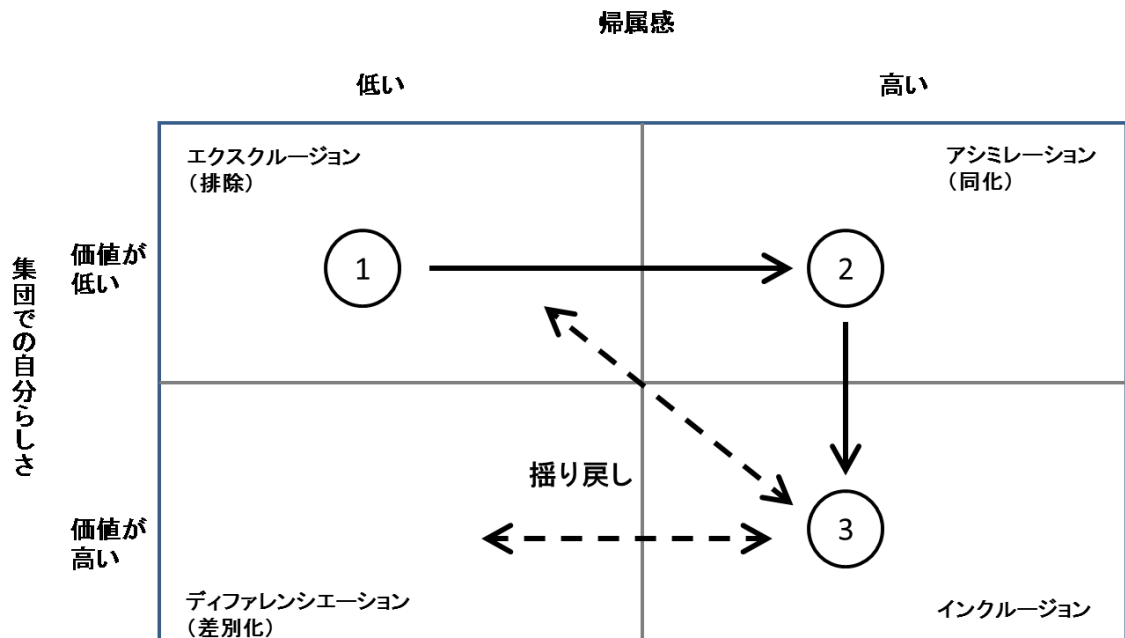 帰属感
低い
高い
エクスクルージョン
（排除）
アシミレーション
（同化）
集団での自分らしさ
価値が
低い
1
2
揺り戻し
価値が
高い
3
ディファレンシエーション
（差別化）
インクルージョン